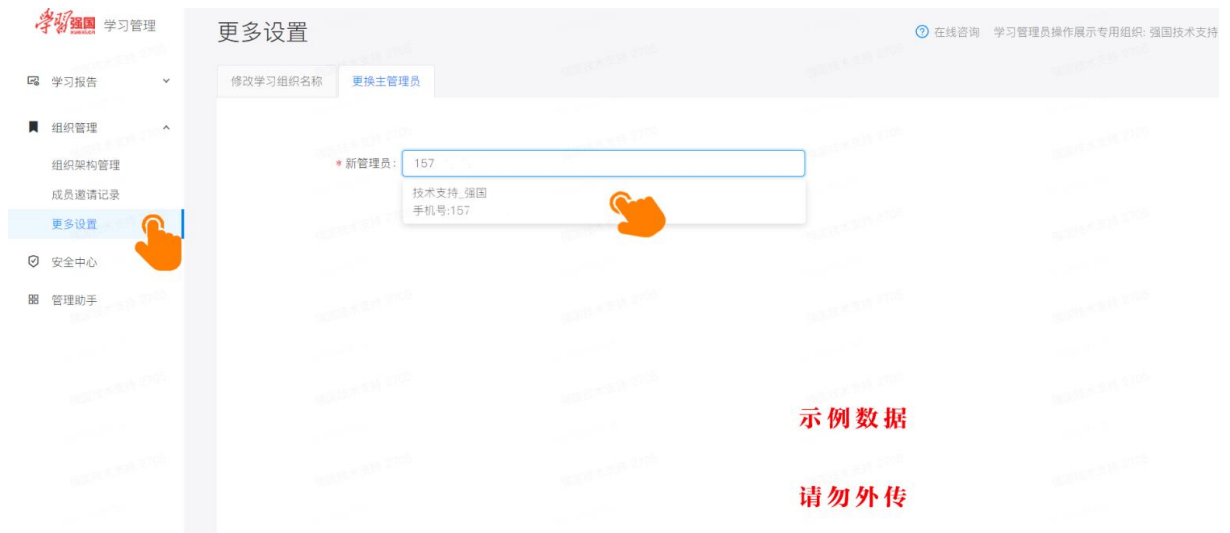 学习强国 学习管理
更多设置
在线咨询 学习管理员操作展示专用组织: 强国技术支持
学习报告
修改学习组织名称 更换主管理员
组织管理
组织架构管理
* 新管理员: 157
成员邀请记录
技术支持_强国
手机号:157
更多设置
安全中心
管理助手
示例数据
请勿外传